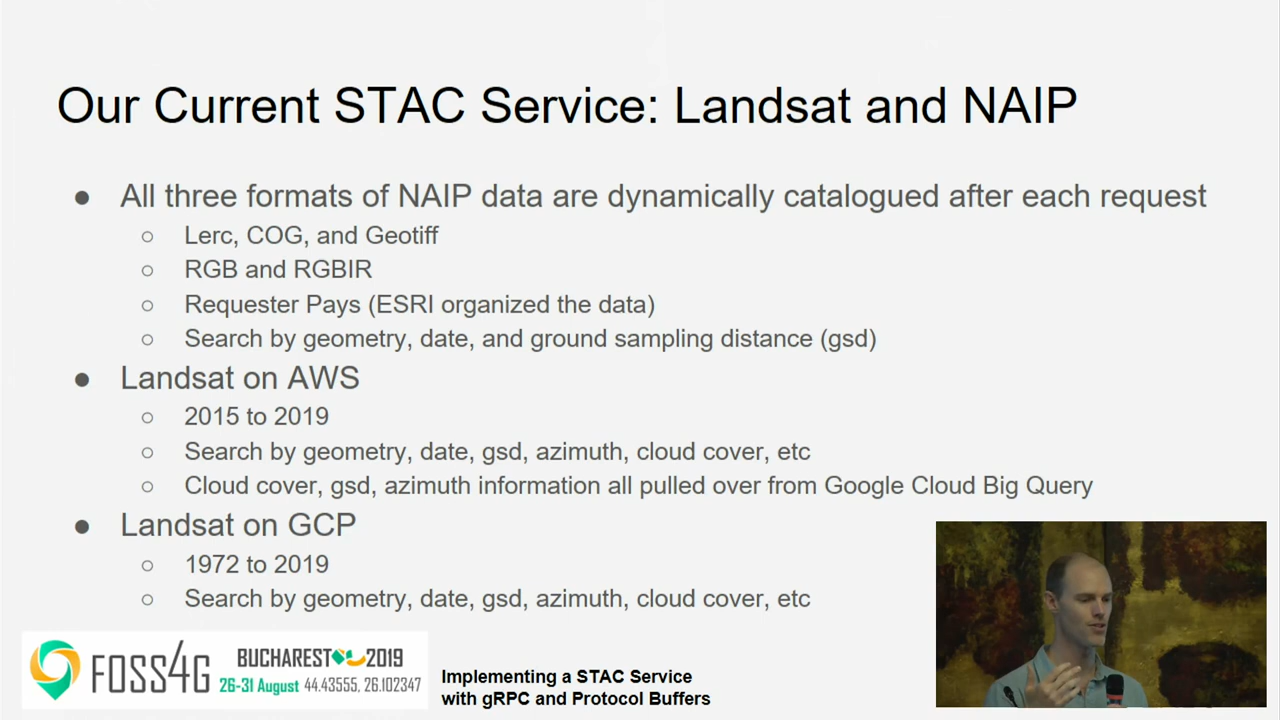 Our Current STAC Service: Landsat and NAIP
● All three formats of NAIP data are dynamically catalogued after each request
○ Lerc, COG, and Geotiff
○ RGB and RGBIR
○ Requester Pays (ESRI organized the data)
○ Search by geometry, date, and ground sampling distance (gsd)
● Landsat on AWS
○ 2015 to 2019
○ Search by geometry, date, gsd, azimuth, cloud cover, etc
○ Cloud cover, gsd, azimuth information all pulled over from Google Cloud Big Query
● Landsat on GCP
○ 1972 to 2019
○ Search by geometry, date, gsd, azimuth, cloud cover, etc
FOSS4G
BUCHAREST 2019
26-31 August 44.43555, 26.102347
Implementing a STAC Service
with gRPC and Protocol Buffers